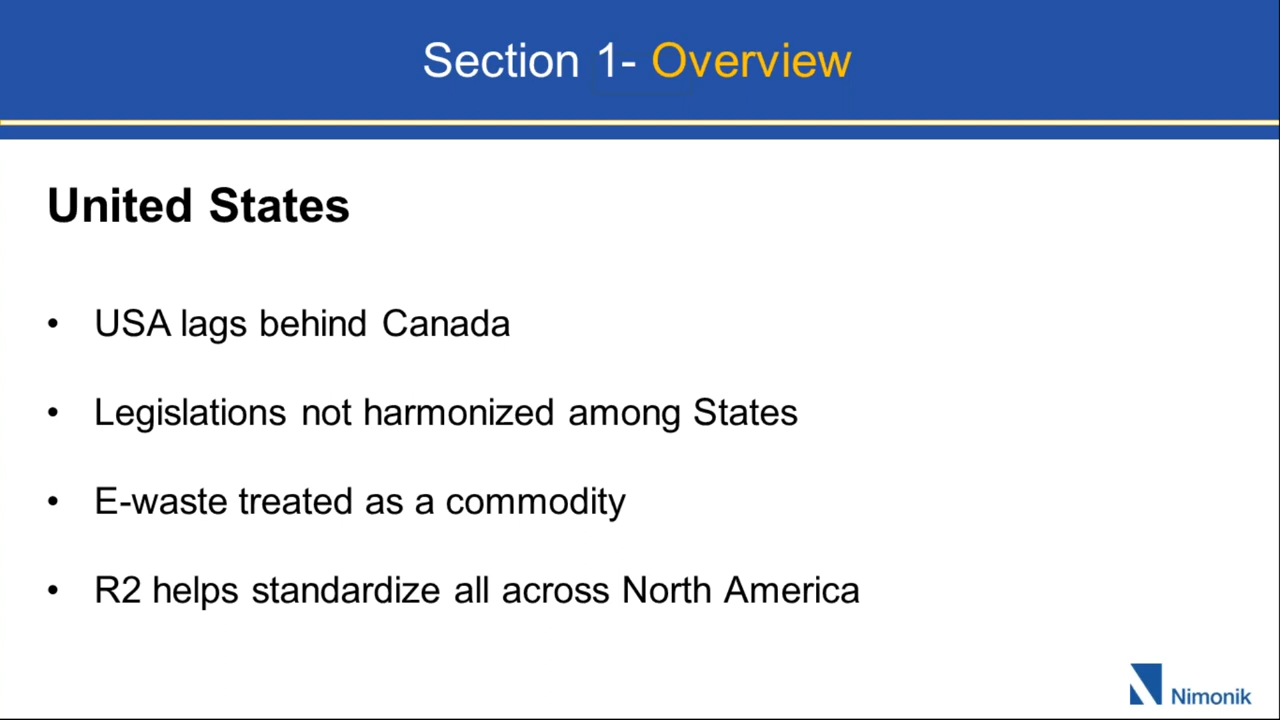 Section 1- Overview
United States
• USA lags behind Canada
• Legislations not harmonized among States
• E-waste treated as a commodity
• R2 helps standardize all across North America
Nimonik